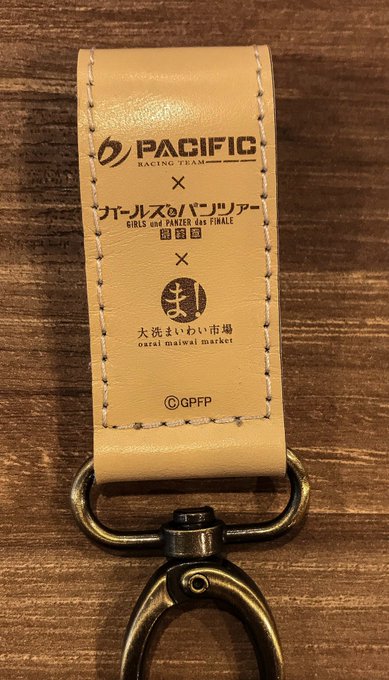 PACIFIC
RACING TEAM
×
ガールズ&パンツァー
GIRLS und PANZER das FINALE
最終章
×
ま!
大洗まいわい市場
oarai maiwai market
©GPFP